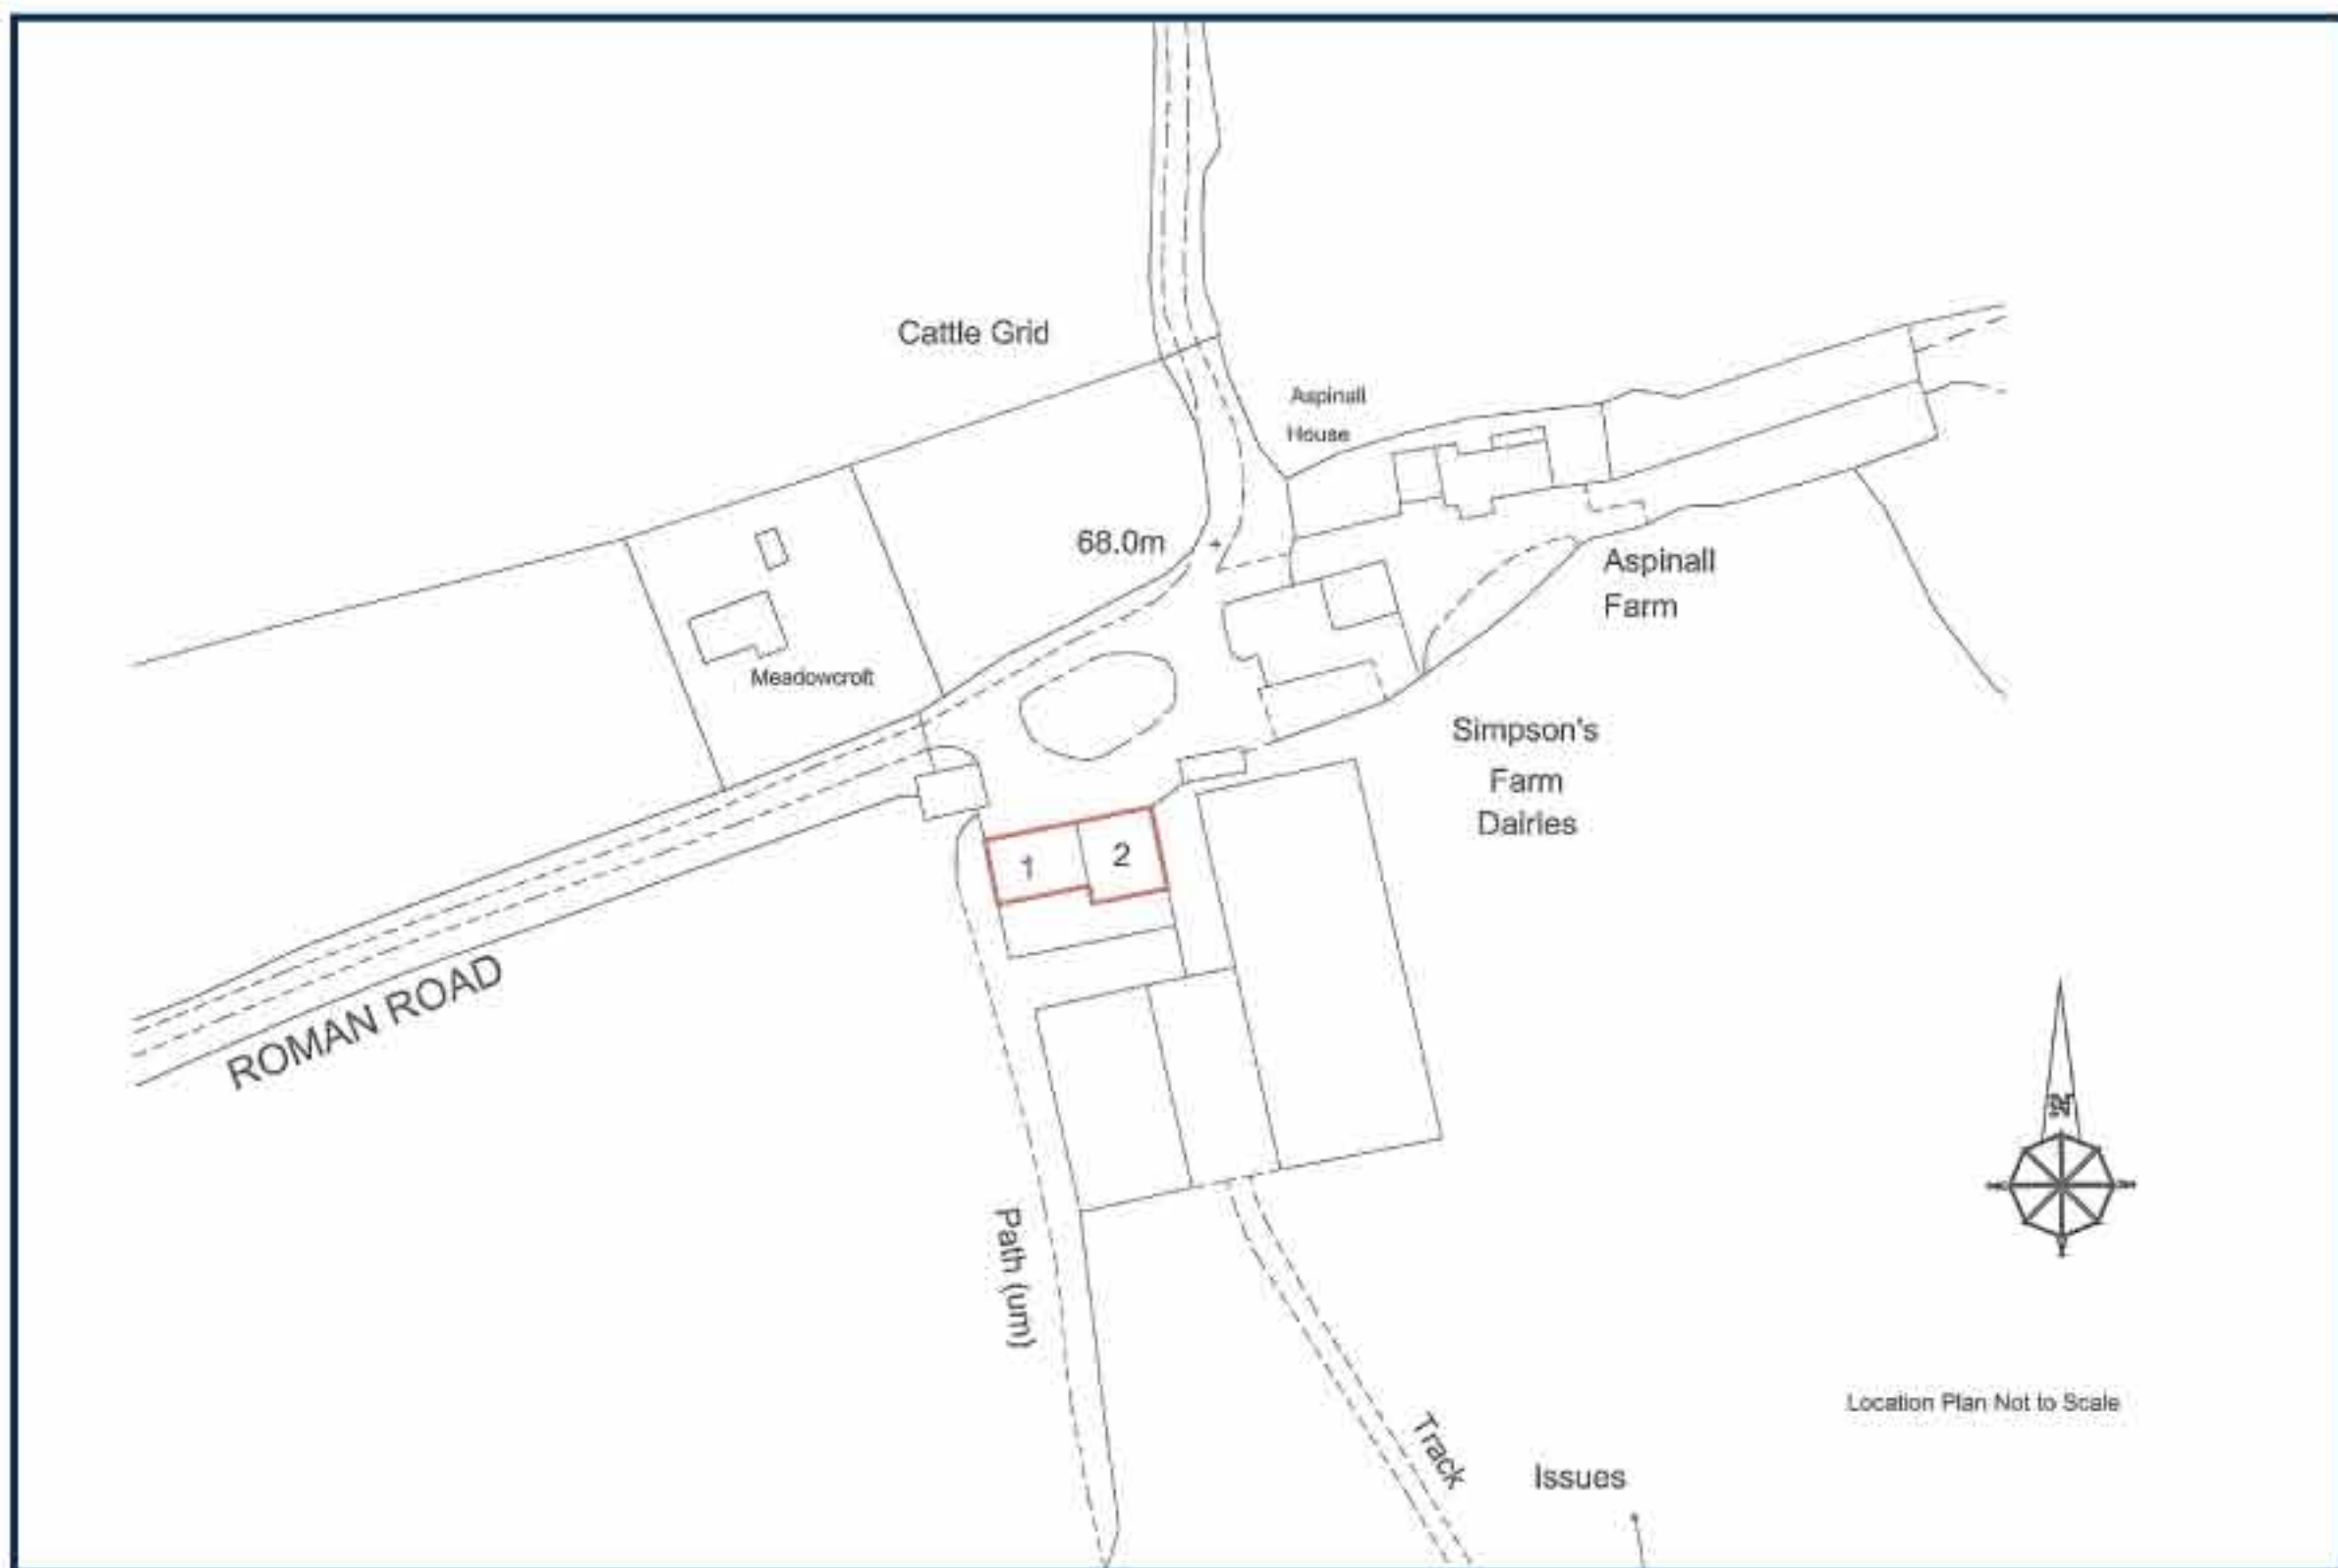 Cattle Grid
Aspinall
House
68.0m
Aspinall
Farm
Meadowcroft
Simpson's
Farm
Dairies
1
2
ROMAN ROAD
Path (um)
Track
Location Plan Not to Scale
Issues